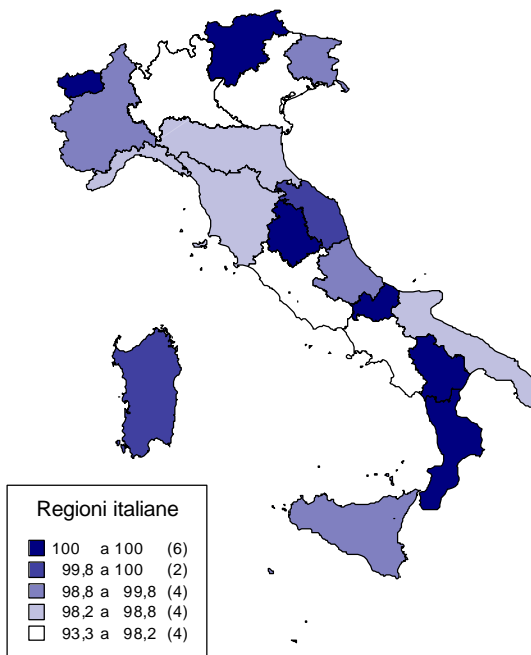 Regioni italiane
100 a 100 (6)
99,8 a 100 (2)
98,8 a 99,8 (4)
98,2 a 98,8 (4)
93,3 a 98,2 (4)